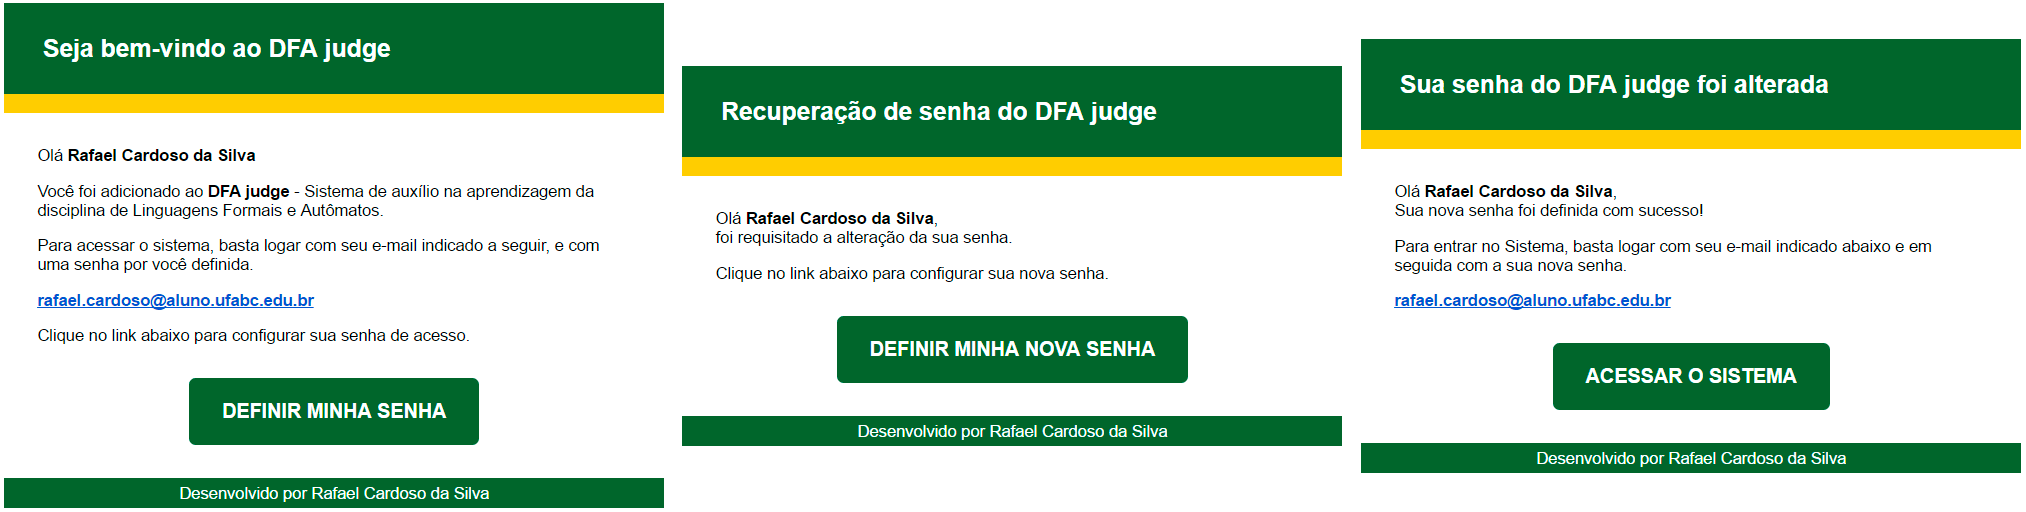 Seja bem-vindo ao DFA judge
Olá Rafael Cardoso da Silva
Você foi adicionado ao DFA judge - Sistema de auxílio na aprendizagem da
disciplina de Linguagens Formais e Autômatos.
Para acessar o sistema, basta logar com seu e-mail indicado a seguir, e com
uma senha por você definida.
rafael.cardoso@aluno.ufabc.edu.br
Clique no link abaixo para configurar sua senha de acesso.
DEFINIR MINHA SENHA
Desenvolvido por Rafael Cardoso da Silva
Recuperação de senha do DFA judge
Olá Rafael Cardoso da Silva,
foi requisitado a alteração da sua senha.
Clique no link abaixo para configurar sua nova senha.
DEFINIR MINHA NOVA SENHA
Desenvolvido por Rafael Cardoso da Silva
Sua senha do DFA judge foi alterada
Olá Rafael Cardoso da Silva,
Sua nova senha foi definida com sucesso!
Para entrar no Sistema, basta logar com seu e-mail indicado abaixo e em
seguida com a sua nova senha.
rafael.cardoso@aluno.ufabc.edu.br
ACESSAR O SISTEMA
Desenvolvido por Rafael Cardoso da Silva